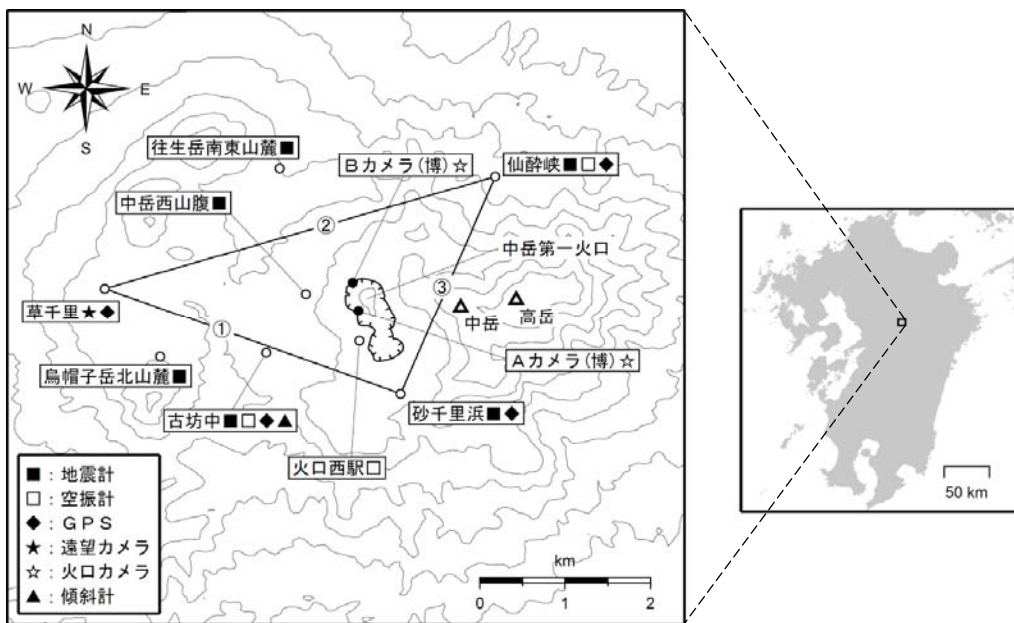 N
W
E
S
往生岳南東山麓■
Bカメラ(博)☆
仙酔峡■□◆
中岳西山腹■
②
中岳第一火口
③
草千里★◆
中岳
高岳
①
Aカメラ(博)☆
烏帽子岳北山麓■
古坊中■□◆▲
砂千里浜■◆
火口西駅□
■:地震計
□:空振計
◆:GPS
★:遠望カメラ
☆:火口カメラ
▲:傾斜計
km
0 1 2
50 km